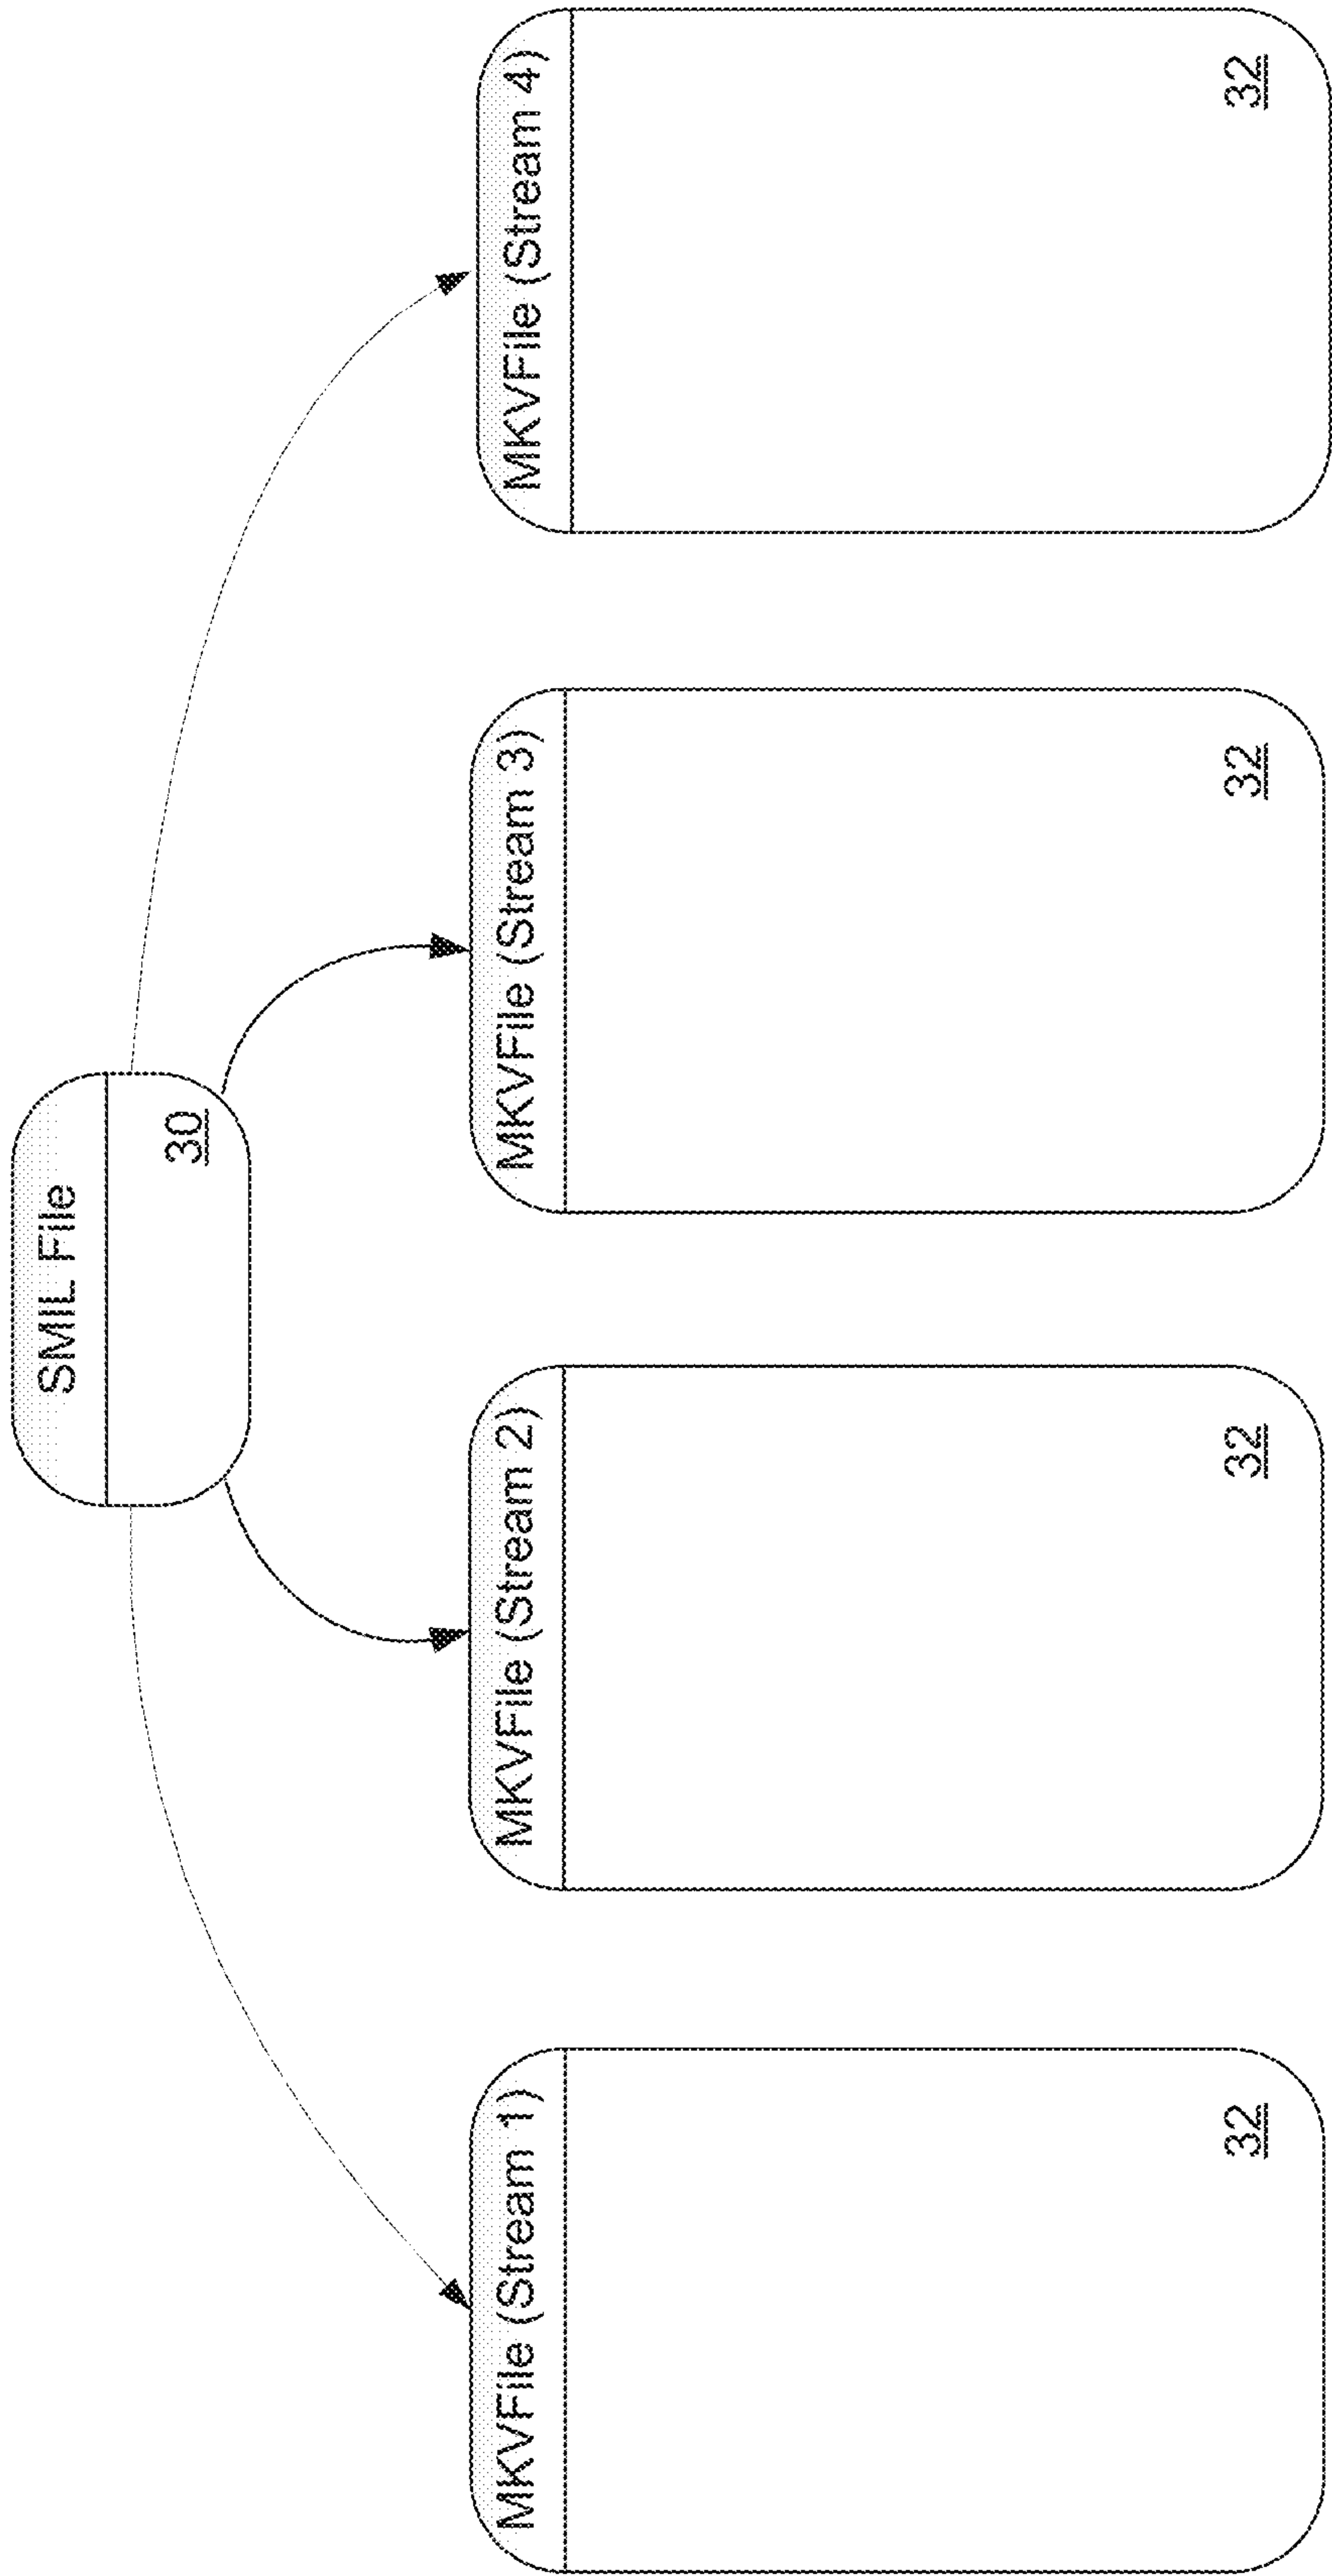 SMIL File
30
MKVFile (Stream 1)
32
MKVFile (Stream 2)
32
MKVFile (Stream 3)
32
MKVFile (Stream 4)
32